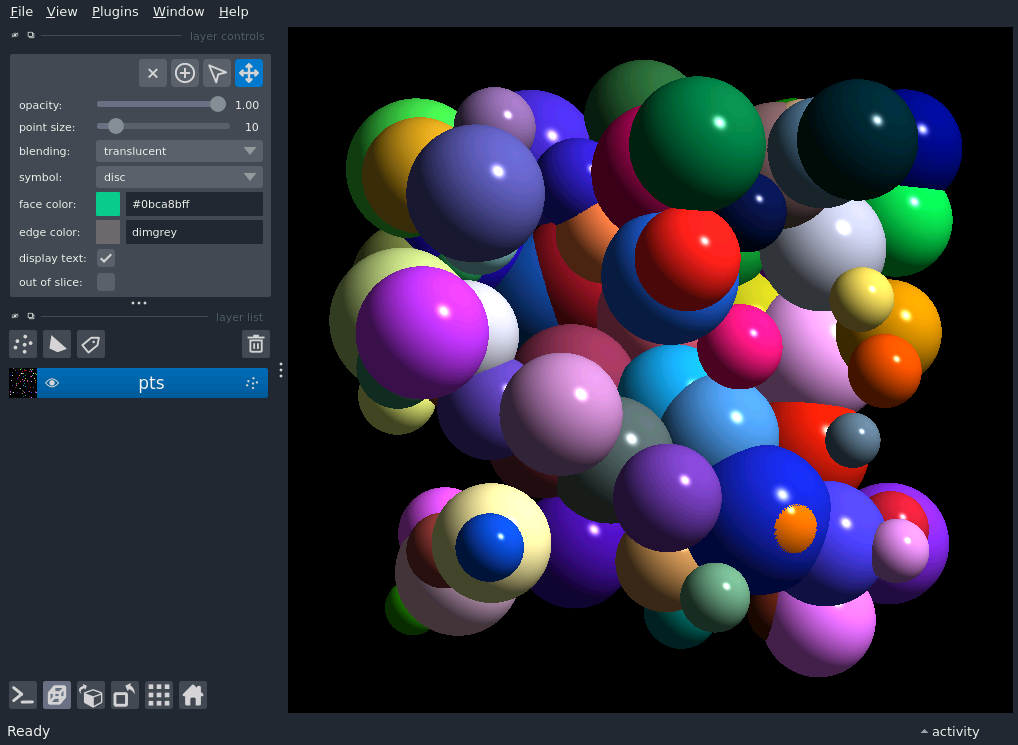 File View Plugins Window Help
layer controls
opacity: 1.00
point size: 10
blending: translucent
symbol: disc
face color: #0bca8bff
edge color: dimgrey
display text:
out of slice:
layer list
pts
Ready
activity